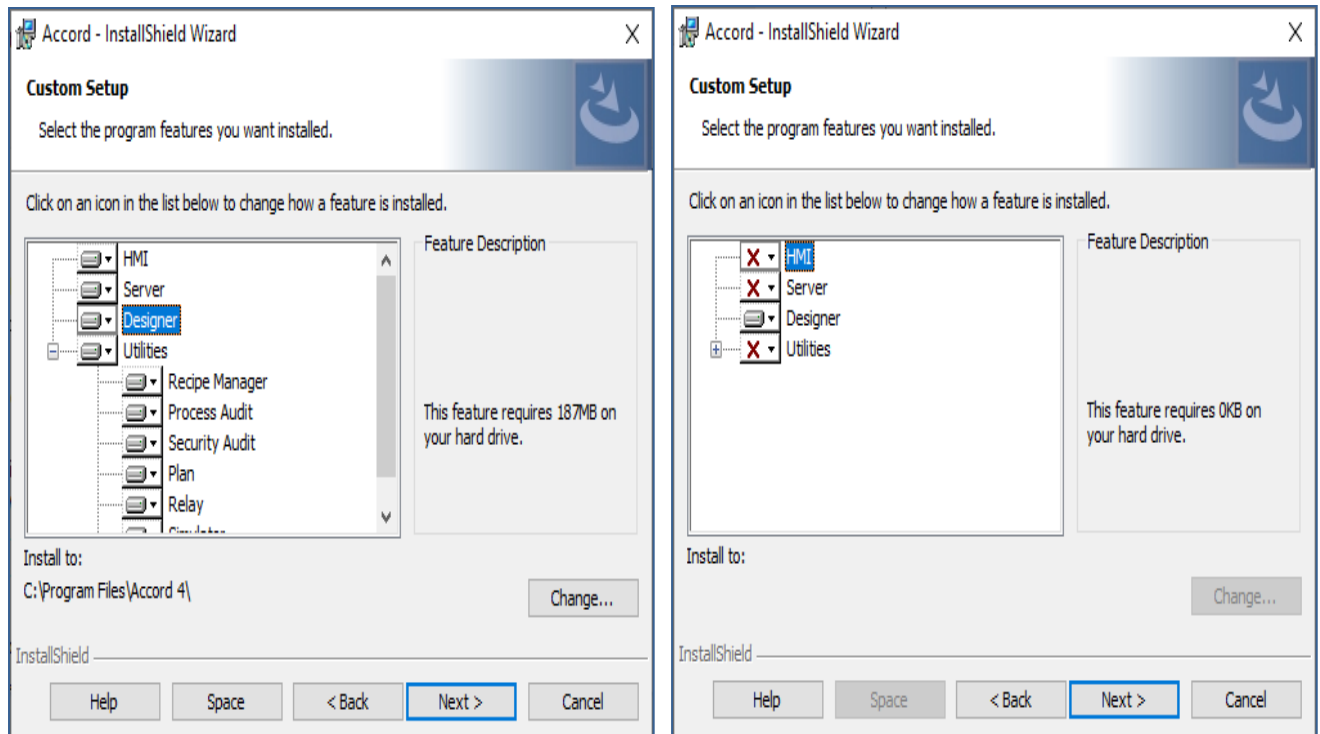 Accord - InstallShield Wizard
Custom Setup
Select the program features you want installed.
Click on an icon in the list below to change how a feature is installed.
HMI
Server
Designer
Utilities
Recipe Manager
Process Audit
Security Audit
Plan
Relay
Simulator
Feature Description
This feature requires 187MB on
your hard drive.
Install to:
C:\Program Files\Accord 4\
Change...
InstallShield
Help
Space
< Back
Next >
Cancel
Accord - InstallShield Wizard
Custom Setup
Select the program features you want installed.
Click on an icon in the list below to change how a feature is installed.
HMI
Server
Designer
Utilities
Feature Description
This feature requires 0KB on
your hard drive.
Install to:
Change...
InstallShield
Help
Space
< Back
Next >
Cancel